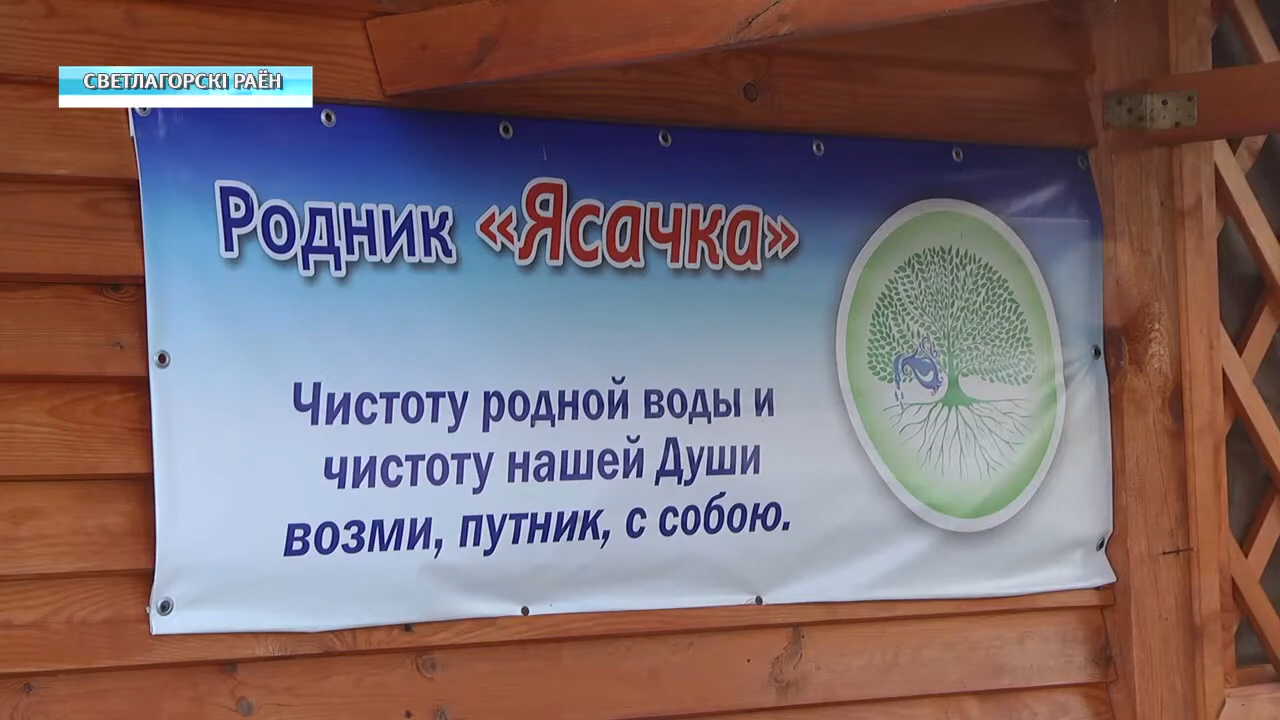 СВЕТЛАГОРСКІ РАЁН
Родник «Ясачка»
Чистоту родной воды и
чистоту нашей Души
возми, путник, с собою.